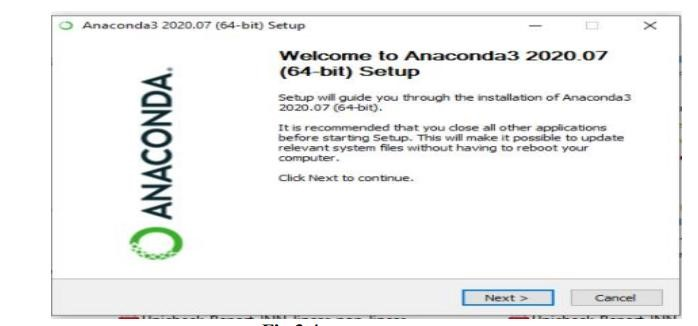 Anaconda3 2020.07 (64-bit) Setup
ANACONDA.
Welcome to Anaconda3 2020.07
(64-bit) Setup
Setup will guide you through the installation of Anaconda3
2020.07 (64-bit).
It is recommended that you close all other applications
before starting Setup. This will make it possible to update
relevant system files without having to reboot your
computer.
Click Next to continue.
Next >
Cancel